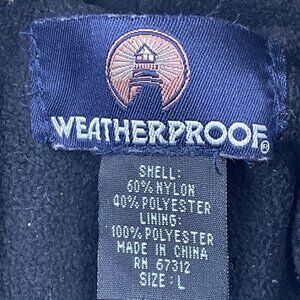 WEATHERPROOF®
SHELL:
60% NYLON
40% POLYESTER
LINING:
100% POLYESTER
MADE IN CHINA
RN 67312
SIZE: L